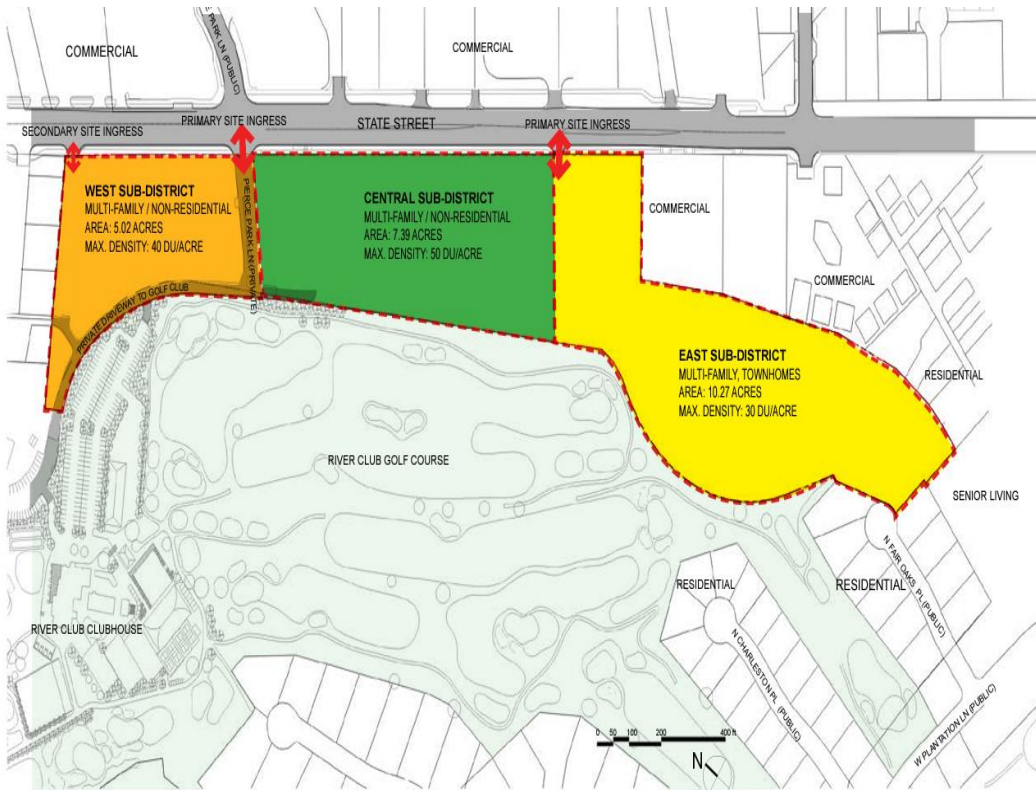 COMMERCIAL
PARK LN (PUBLIC)
COMMERCIAL
SECONDARY SITE INGRESS
PRIMARY SITE INGRESS
STATE STREET
PRIMARY SITE INGRESS
WEST SUB-DISTRICT
MULTI-FAMILY / NON-RESIDENTIAL
AREA: 5.02 ACRES
MAX. DENSITY: 40 DU/ACRE
PIERCE PARK LN (PRIVATE)
CENTRAL SUB-DISTRICT
MULTI-FAMILY / NON-RESIDENTIAL
AREA: 7.39 ACRES
MAX. DENSITY: 50 DU/ACRE
COMMERCIAL
COMMERCIAL
PRIVATE DRIVEWAY TO GOLF CLUB
EAST SUB-DISTRICT
MULTI-FAMILY, TOWNHOMES
AREA: 10.27 ACRES
MAX. DENSITY: 30 DU/ACRE
RESIDENTIAL
RIVER CLUB GOLF COURSE
SENIOR LIVING
N FAIR OAKS PL (PUBLIC)
RESIDENTIAL
RESIDENTIAL
RIVER CLUB CLUBHOUSE
N CHARLESTON PL (PUBLIC)
W PLANTATION LN (PUBLIC)
0 50 100 200 400 ft
N